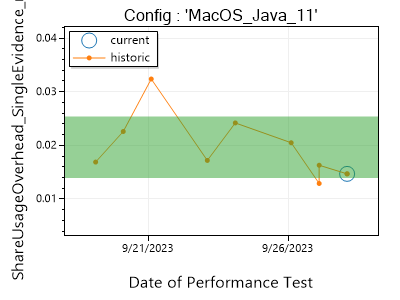 Config : 'MacOS_Java_11'
current
historic
0.04
0.03
0.02
0.01
9/21/2023
9/26/2023
Date of Performance Test
ShareUsageOverhead_SingleEvidence_